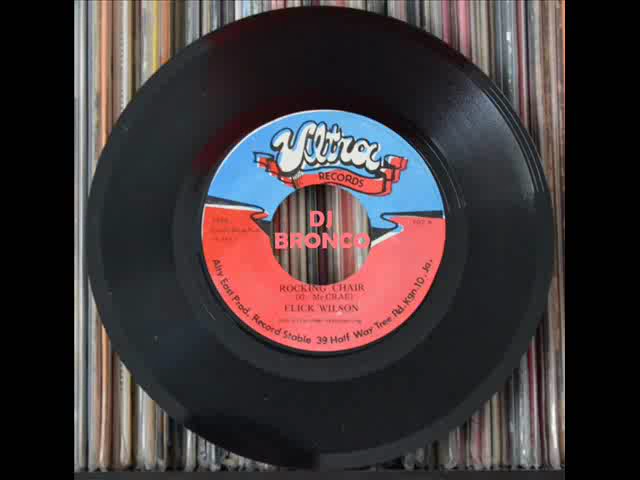 Ultra
RECORDS
DJ
BRONCO
ROCKING CHAIR
(G. McCRAE)
FLICK WILSON
Alty East Prod. Record Stable 39 Half Way Tree Rd. Kgn. 10, Ja.